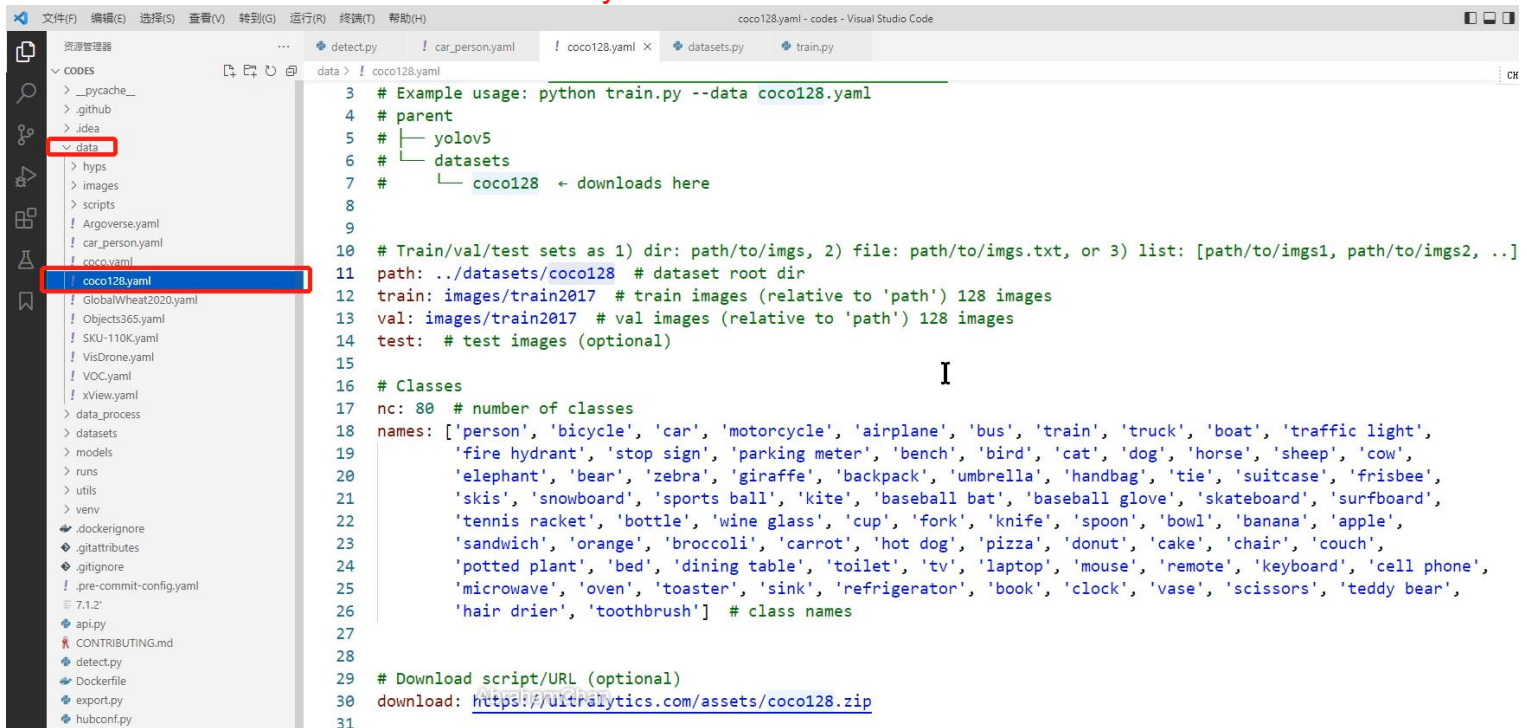 文件(F) 编辑(E) 选择(S) 查看(V) 转到(G) 运行(R) 终端(T) 帮助(H) coco128.yaml - codes - Visual Studio Code
资源管理器 ...
detect.py ! car_person.yaml ! coco128.yaml × datasets.py train.py
CODES
data > ! coco128.yaml
CH
> __pycache__
> .github
> .idea
data
> hyps
> images
> scripts
! Argoverse.yaml
! car_person.yaml
! coco.yaml
! coco128.yaml
! GlobalWheat2020.yaml
! Objects365.yaml
! SKU-110K.yaml
! VisDrone.yaml
! VOC.yaml
! xView.yaml
> data_process
> datasets
> models
> runs
> utils
> venv
.dockerignore
.gitattributes
.gitignore
! .pre-commit-config.yaml
7.1.2'
api.py
CONTRIBUTING.md
detect.py
Dockerfile
export.py
hubconf.py
3 # Example usage: python train.py --data coco128.yaml
4 # parent
5 # ├── yolov5
6 # └── datasets
7 #     └── coco128 ← downloads here
8
9
10 # Train/val/test sets as 1) dir: path/to/imgs, 2) file: path/to/imgs.txt, or 3) list: [path/to/imgs1, path/to/imgs2, ..]
11 path: ../datasets/coco128 # dataset root dir
12 train: images/train2017 # train images (relative to 'path') 128 images
13 val: images/train2017 # val images (relative to 'path') 128 images
14 test: # test images (optional)
15
16 # Classes
17 nc: 80 # number of classes
18 names: ['person', 'bicycle', 'car', 'motorcycle', 'airplane', 'bus', 'train', 'truck', 'boat', 'traffic light',
19 'fire hydrant', 'stop sign', 'parking meter', 'bench', 'bird', 'cat', 'dog', 'horse', 'sheep', 'cow',
20 'elephant', 'bear', 'zebra', 'giraffe', 'backpack', 'umbrella', 'handbag', 'tie', 'suitcase', 'frisbee',
21 'skis', 'snowboard', 'sports ball', 'kite', 'baseball bat', 'baseball glove', 'skateboard', 'surfboard',
22 'tennis racket', 'bottle', 'wine glass', 'cup', 'fork', 'knife', 'spoon', 'bowl', 'banana', 'apple',
23 'sandwich', 'orange', 'broccoli', 'carrot', 'hot dog', 'pizza', 'donut', 'cake', 'chair', 'couch',
24 'potted plant', 'bed', 'dining table', 'toilet', 'tv', 'laptop', 'mouse', 'remote', 'keyboard', 'cell phone',
25 'microwave', 'oven', 'toaster', 'sink', 'refrigerator', 'book', 'clock', 'vase', 'scissors', 'teddy bear',
26 'hair drier', 'toothbrush'] # class names
27
28
29 # Download script/URL (optional)
30 download: https://ultralytics.com/assets/coco128.zip
AbrahamChan
31